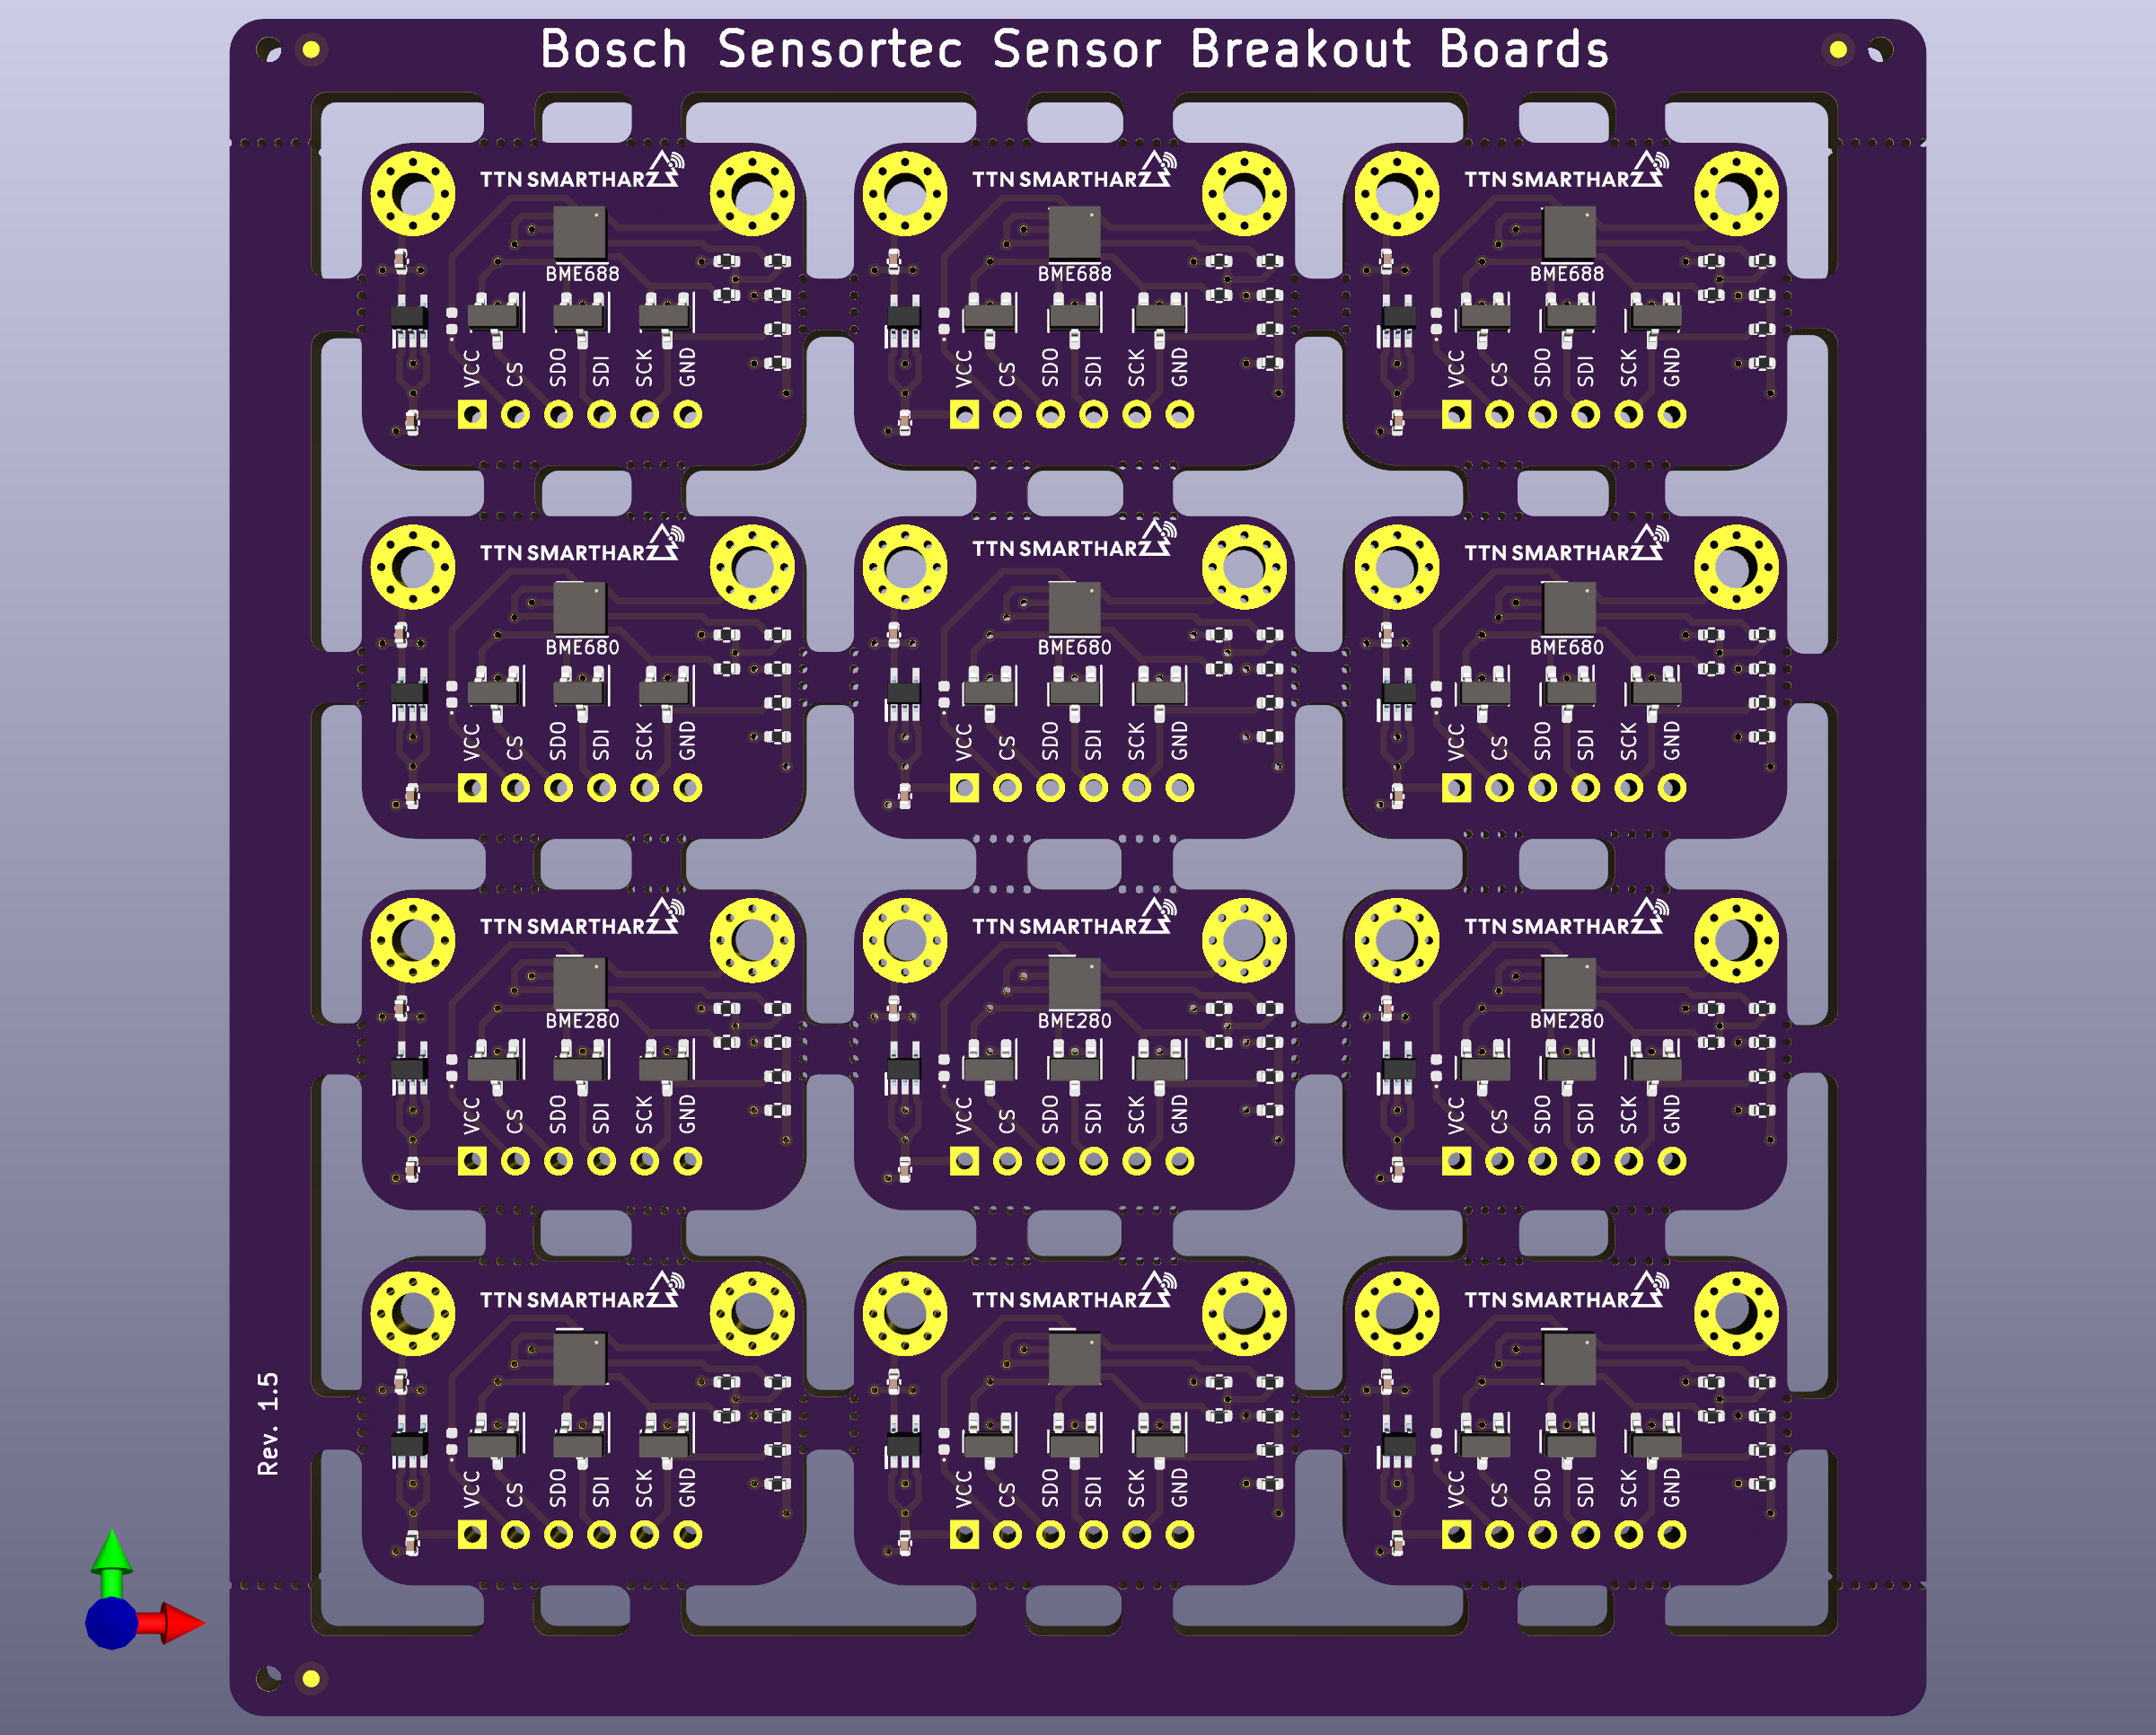 Bosch Sensortec Sensor Breakout Boards
TTN SMARTHARZ TTN SMARTHARZ TTN SMARTHARZ
BME688 BME688 BME688
VCC CS SDO SDI SCK GND VCC CS SDO SDI SCK GND VCC CS SDO SDI SCK GND
TTN SMARTHARZ TTN SMARTHARZ TTN SMARTHARZ
BME680 BME680 BME680
VCC CS SDO SDI SCK GND VCC CS SDO SDI SCK GND VCC CS SDO SDI SCK GND
TTN SMARTHARZ TTN SMARTHARZ TTN SMARTHARZ
BME280 BME280 BME280
VCC CS SDO SDI SCK GND VCC CS SDO SDI SCK GND VCC CS SDO SDI SCK GND
TTN SMARTHARZ TTN SMARTHARZ TTN SMARTHARZ
VCC CS SDO SDI SCK GND VCC CS SDO SDI SCK GND VCC CS SDO SDI SCK GND
Rev. 1.5